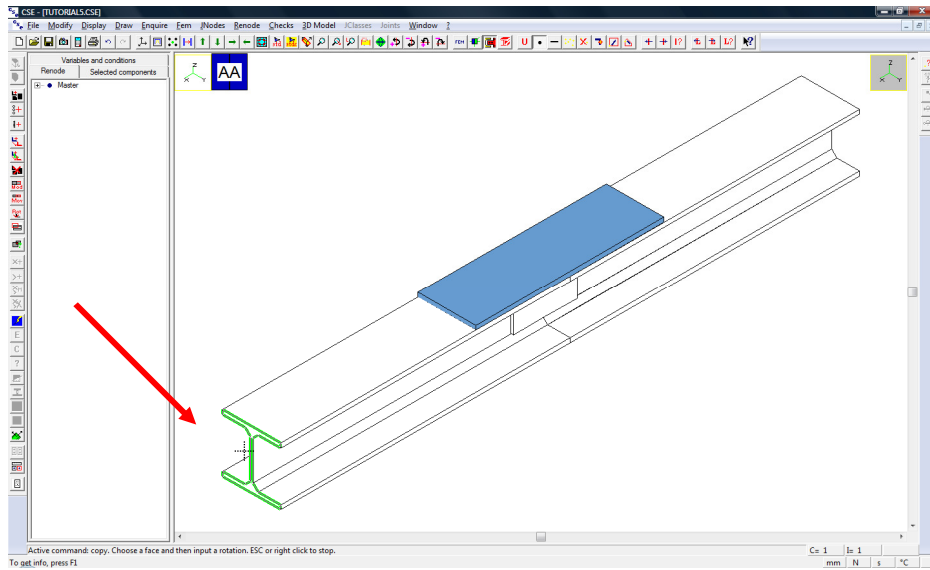 CSE - [TUTORIALS.CSE]
File Modify Display Draw Enquire Fem JNodes Renode Checks 3D Model JClasses Joints Window ?
Variables and conditions
Renode Selected components
Master
AA
Z
X Y
Z
X Y
Active command: copy. Choose a face and then input a rotation. ESC or right click to stop.
C= 1 I= 1
To get info, press F1
mm N s °C